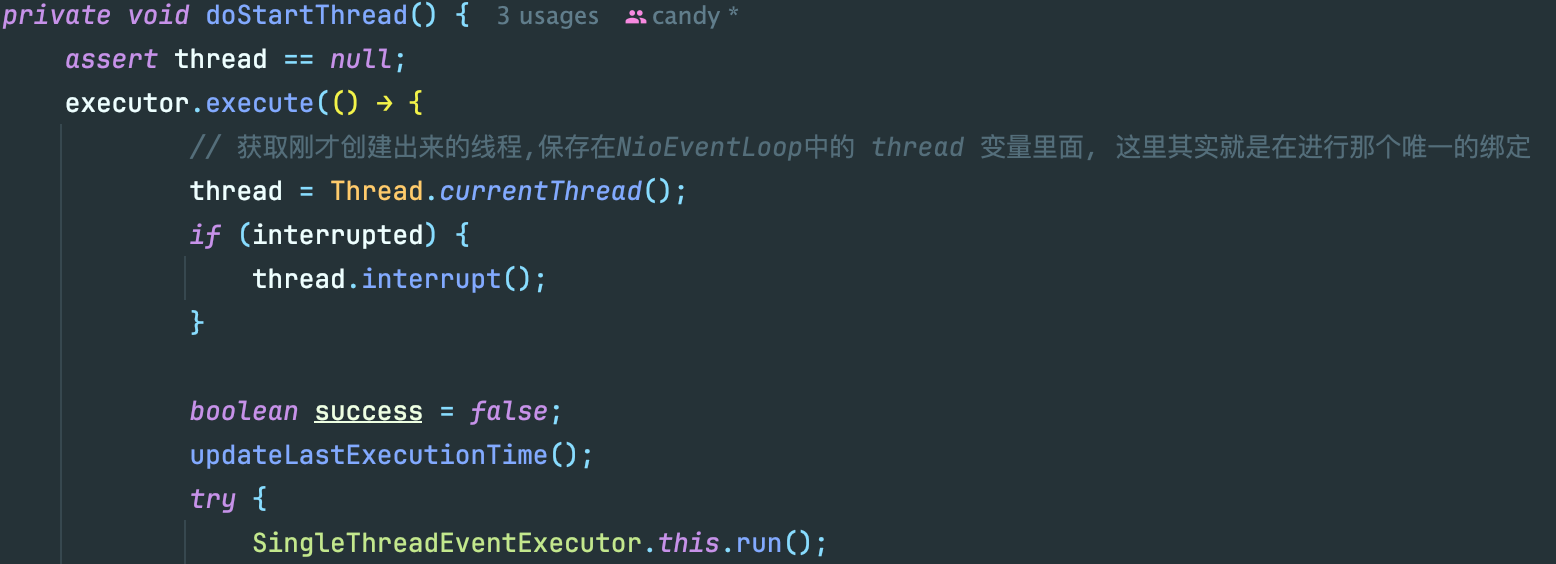 private void doStartThread() { 3 usages candy *
assert thread == null;
executor.execute(() → {
// 获取刚才创建出来的线程,保存在NioEventLoop中的 thread 变量里面, 这里其实就是在进行那个唯一的绑定
thread = Thread.currentThread();
if (interrupted) {
thread.interrupt();
}
boolean success = false;
updateLastExecutionTime();
try {
SingleThreadEventExecutor.this.run();